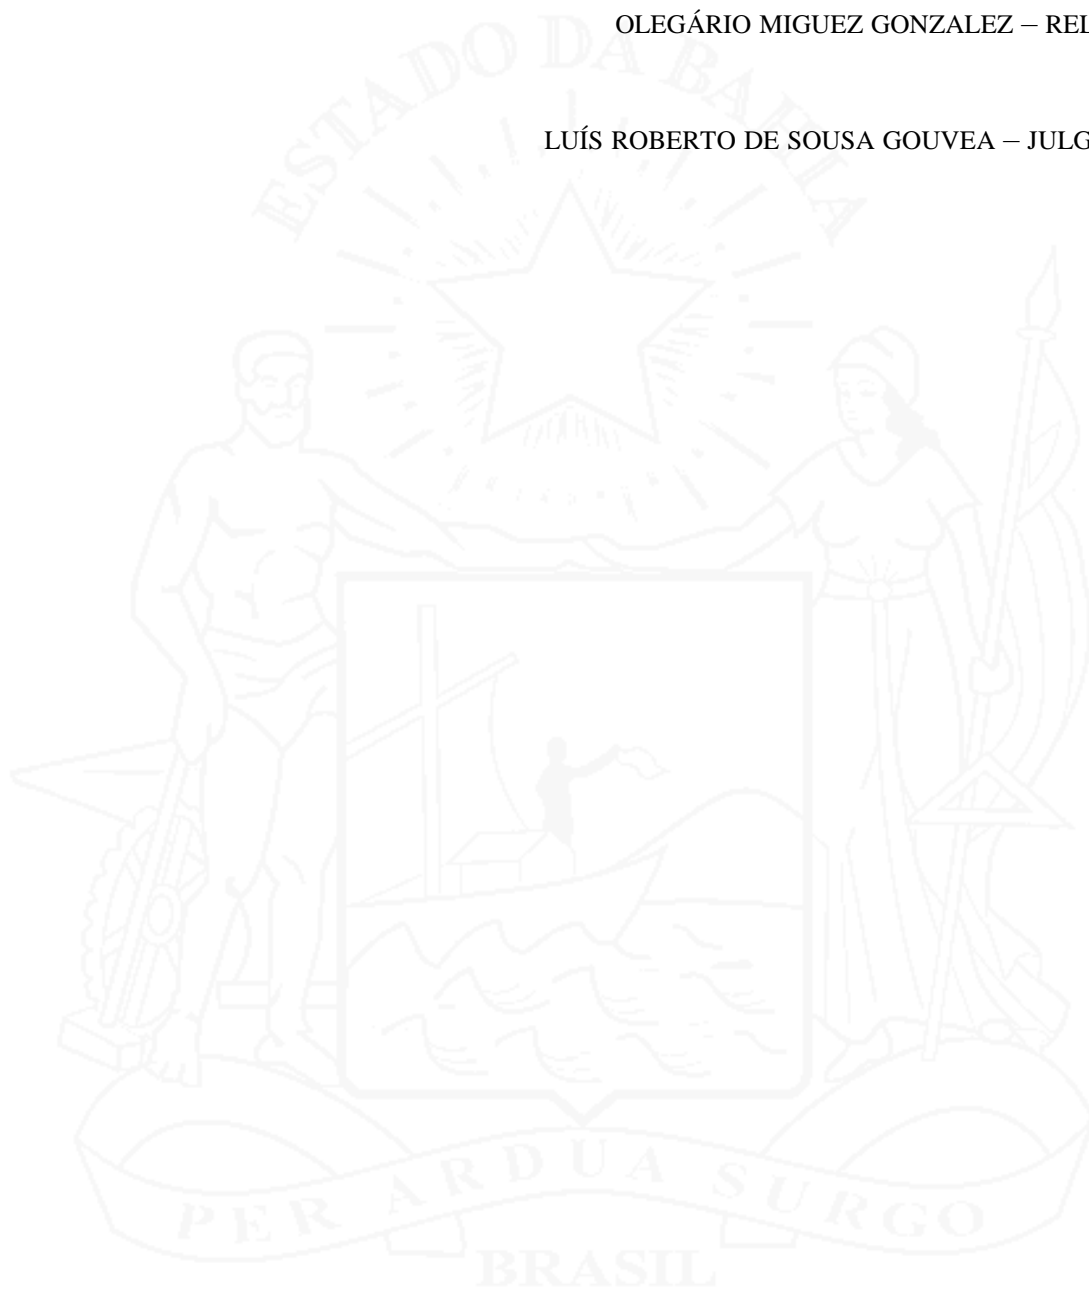 OLEGÁRIO MIGUEZ GONZALEZ – REL
LUÍS ROBERTO DE SOUSA GOUVEA – JULG
ESTADO DA BAHIA
PER ARDUA SURGO
BRASIL